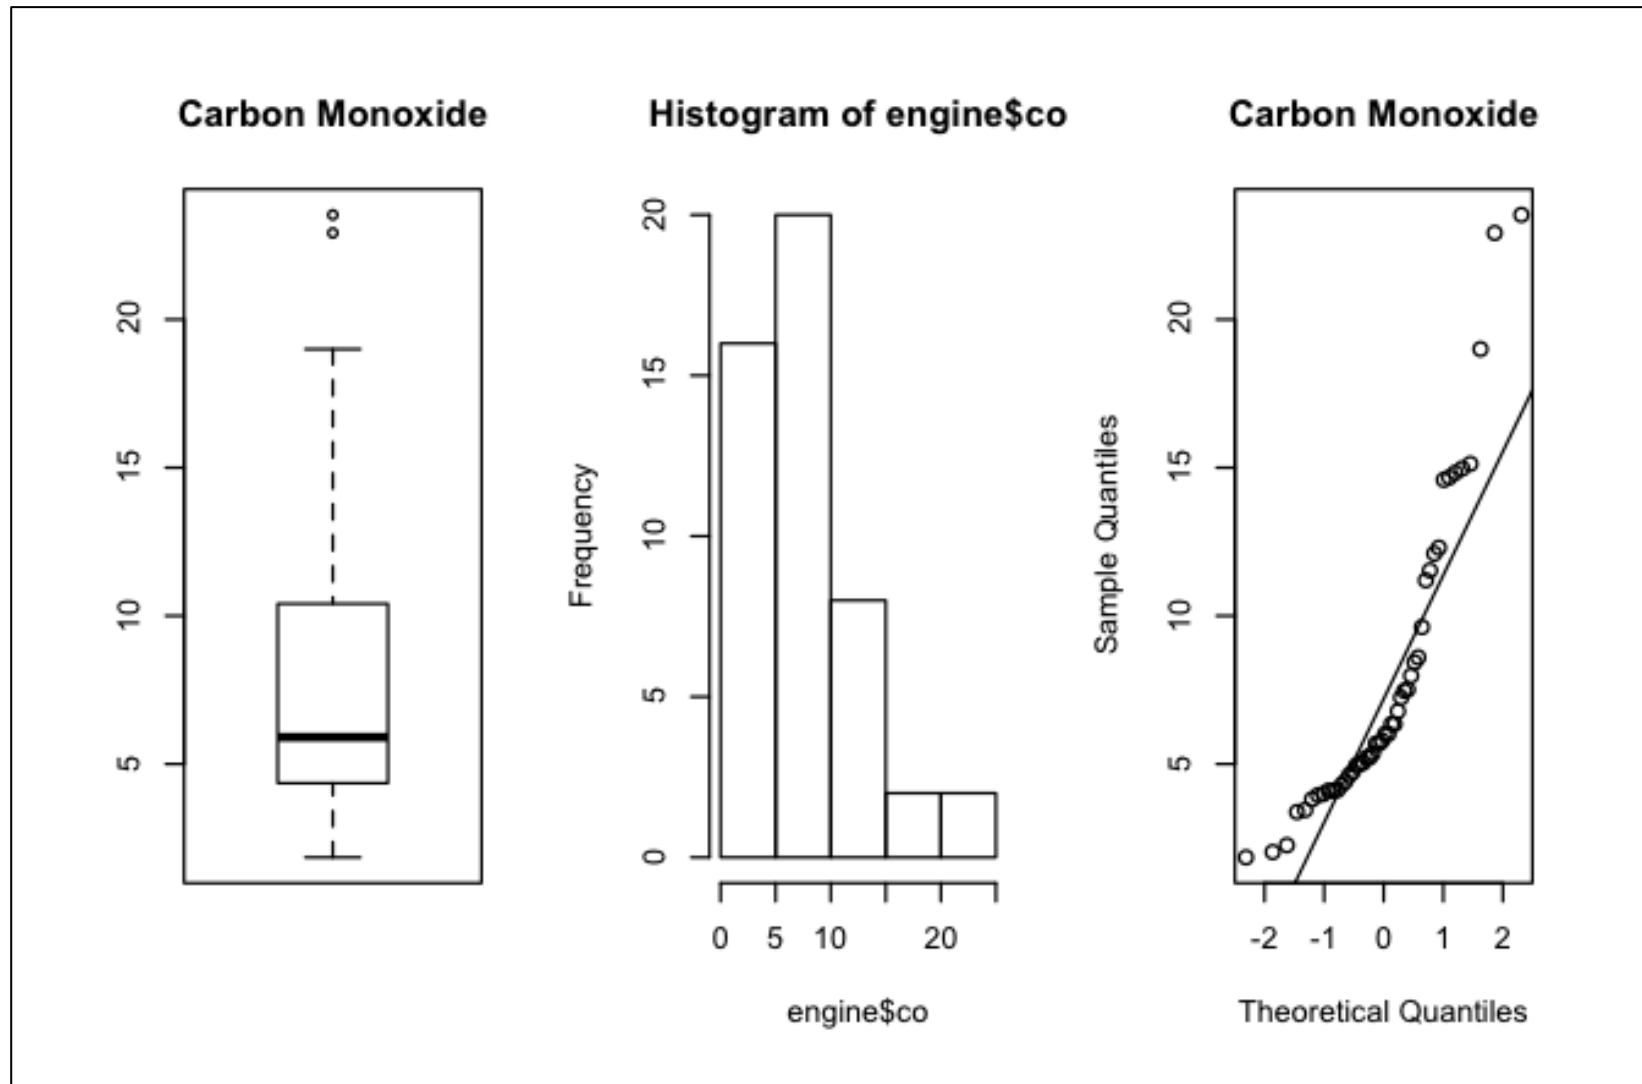 Carbon Monoxide
20
15
10
5
Histogram of engine$co
Frequency
20
15
10
5
0
0 5 10 20
engine$co
Carbon Monoxide
Sample Quantiles
20
15
10
5
-2 -1 0 1 2
Theoretical Quantiles